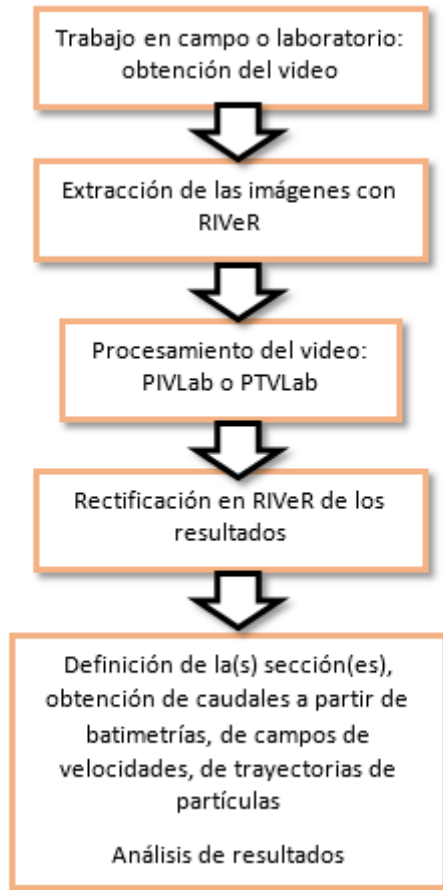 Trabajo en campo o laboratorio:
obtención del video
Extracción de las imágenes con
RIVeR
Procesamiento del video:
PIVLab o PTVLab
Rectificación en RIVeR de los
resultados
Definición de la(s) sección(es),
obtención de caudales a partir de
batimetrías, de campos de
velocidades, de trayectorias de
partículas
Análisis de resultados